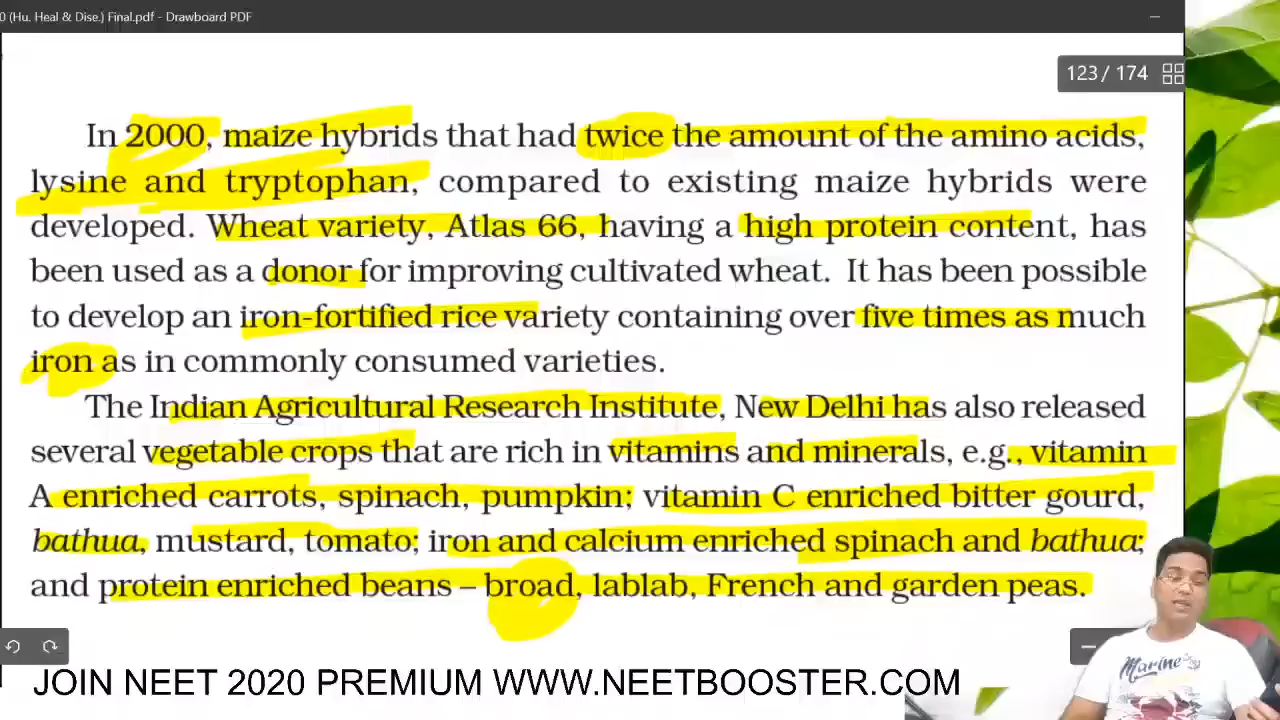 0 (Hu. Heal & Dise.) Final.pdf - Drawboard PDF
123 / 174
In 2000, maize hybrids that had twice the amount of the amino acids,
lysine and tryptophan, compared to existing maize hybrids were
developed. Wheat variety, Atlas 66, having a high protein content, has
been used as a donor for improving cultivated wheat. It has been possible
to develop an iron-fortified rice variety containing over five times as much
iron as in commonly consumed varieties.
The Indian Agricultural Research Institute, New Delhi has also released
several vegetable crops that are rich in vitamins and minerals, e.g., vitamin
A enriched carrots, spinach, pumpkin; vitamin C enriched bitter gourd,
bathua, mustard, tomato; iron and calcium enriched spinach and bathua;
and protein enriched beans – broad, lablab, French and garden peas.
JOIN NEET 2020 PREMIUM WWW.NEETBOOSTER.COM
Marine